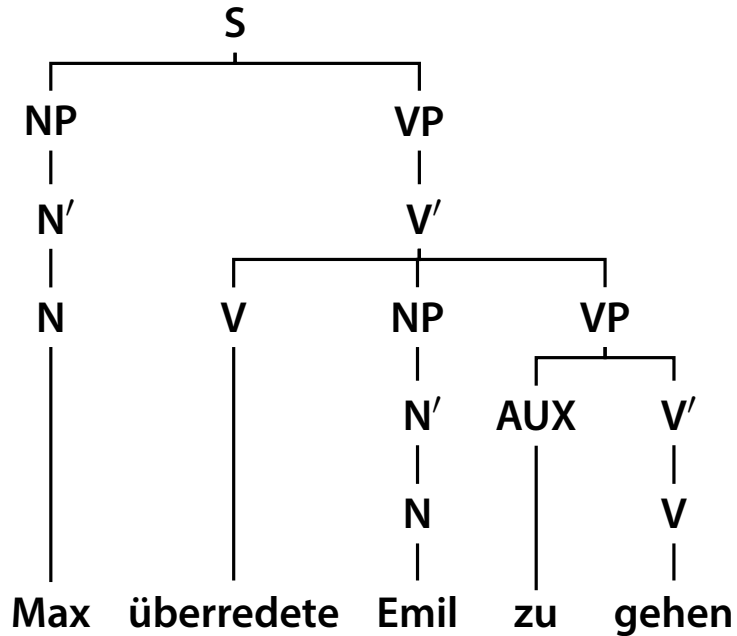 S
NP VP
N′ V′
N V NP VP
N′ AUX V′
N V
Max überredete Emil zu gehen